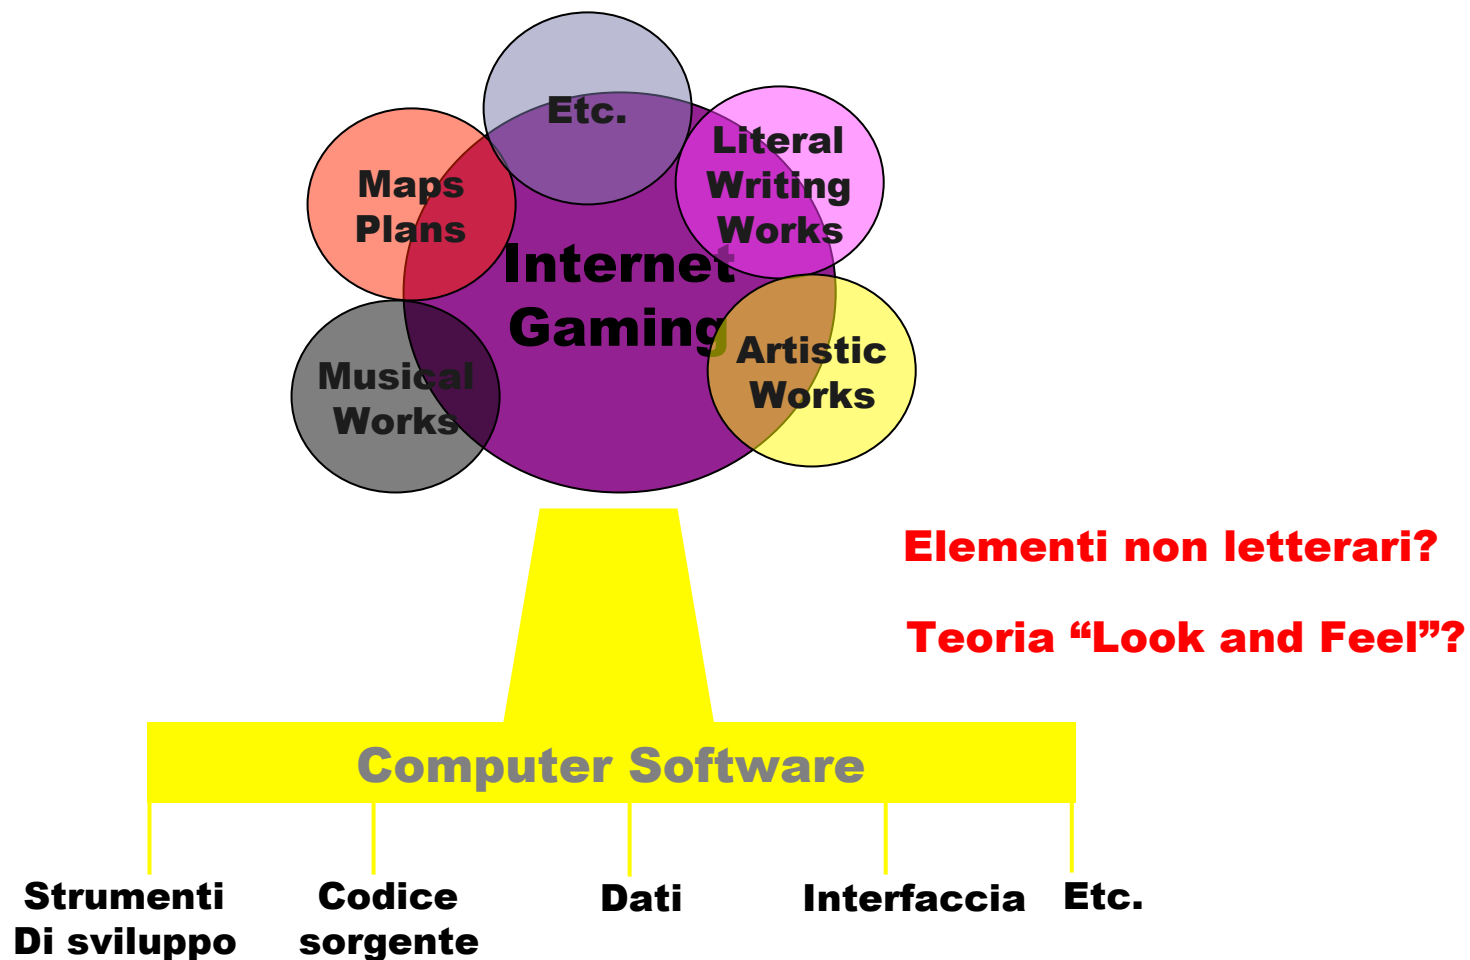 Etc.
Literal
Writing
Works
Maps
Plans
Internet
Gaming
Artistic
Works
Musical
Works
Elementi non letterari?
Teoria “Look and Feel”?
Computer Software
Strumenti
Di sviluppo
Codice
sorgente
Dati
Interfaccia
Etc.